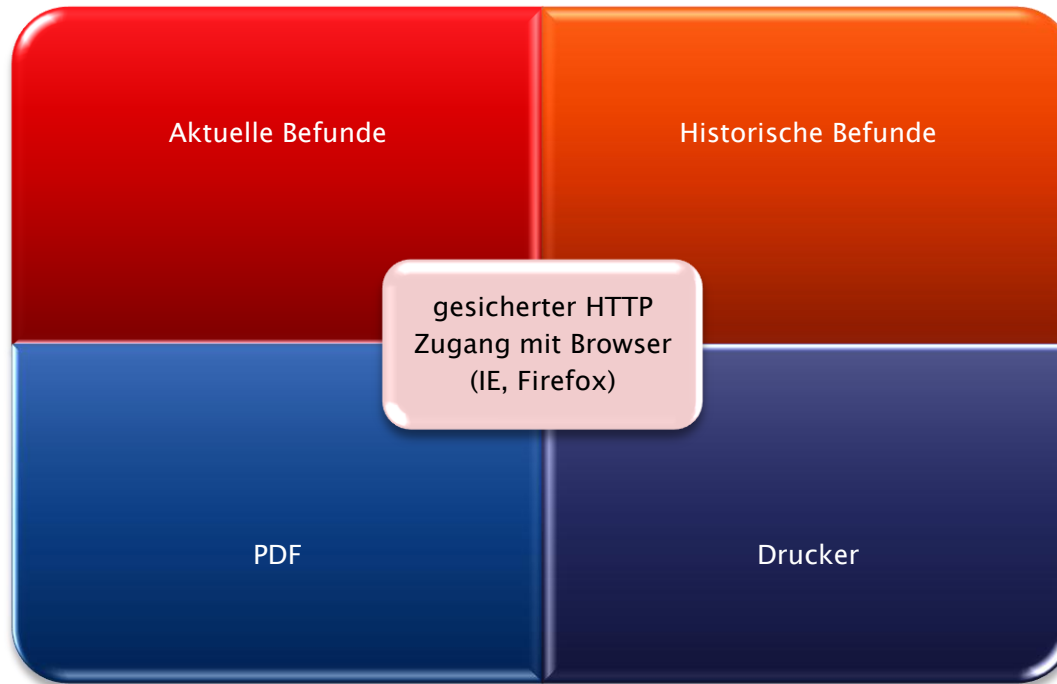 Aktuelle Befunde
Historische Befunde
gesicherter HTTP
Zugang mit Browser
(IE, Firefox)
PDF
Drucker